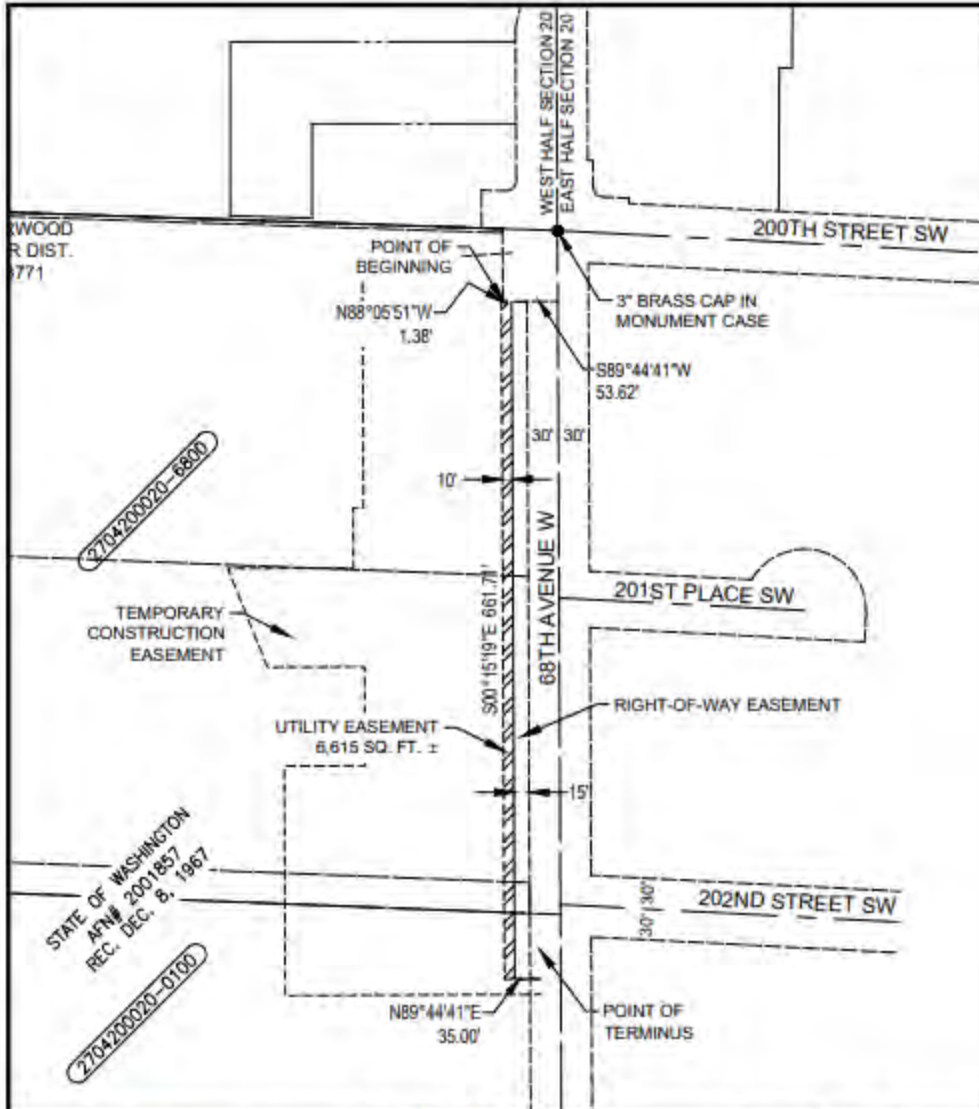 WEST HALF SECTION 20
EAST HALF SECTION 20
200TH STREET SW
RWOOD
R DIST.
POINT OF
BEGINNING
N88°05'51"W
1.38'
3" BRASS CAP IN
MONUMENT CASE
S89°44'41"W
53.62'
30'
30'
10'
2704200020-6800
68TH AVENUE W
S00°15'19"E 661.71'
201ST PLACE SW
TEMPORARY
CONSTRUCTION
EASEMENT
RIGHT-OF-WAY EASEMENT
UTILITY EASEMENT
6,615 SQ. FT. ±
15'
STATE OF WASHINGTON
AFN# 2001857
REC. DEC. 8, 1967
202ND STREET SW
30'
30'
2704200020-0100
N89°44'41"E
35.00'
POINT OF
TERMINUS